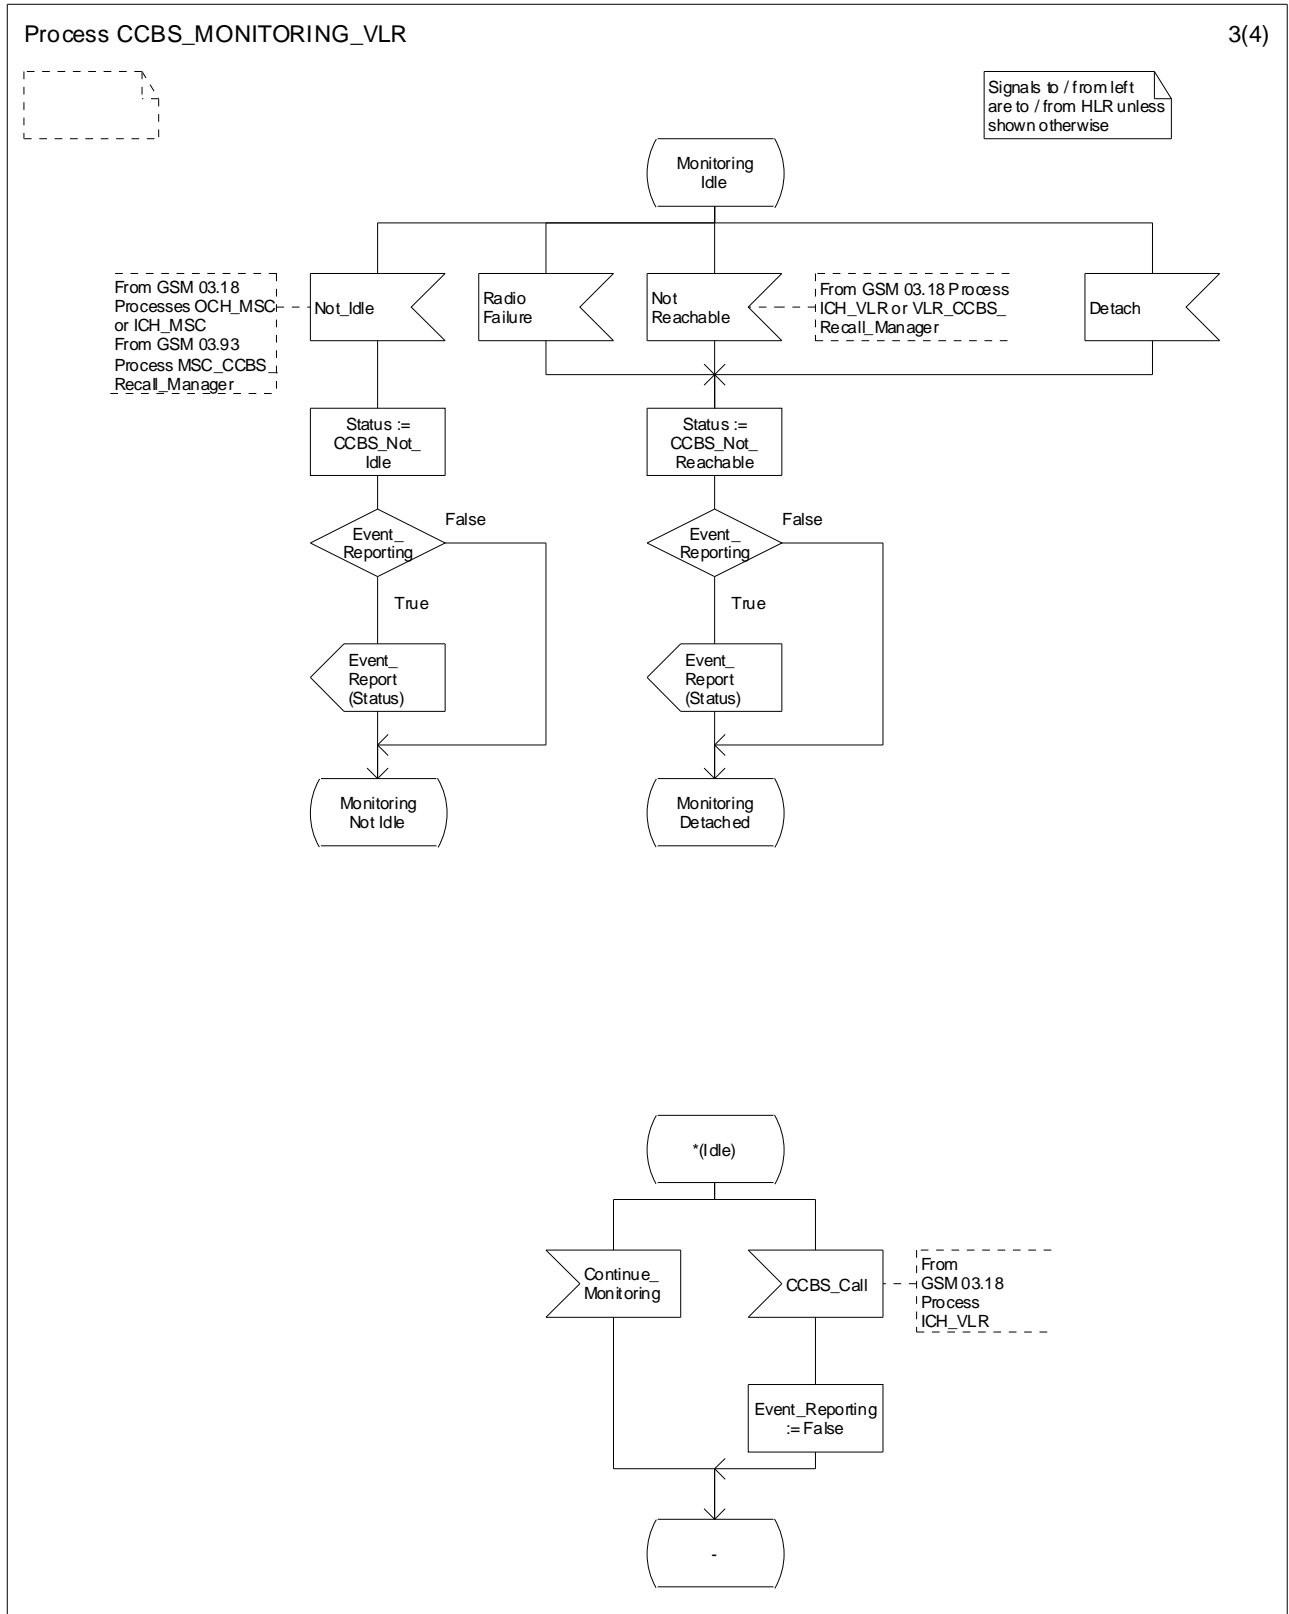 Process CCBS_MONITORING_VLR
3(4)
Signals to / from left
are to / from HLR unless
shown otherwise
Monitoring
Idle
From GSM 03.18
Processes OCH_MSC
or ICH_MSC
From GSM 03.93
Process MSC_CCBS_
Recall_Manager
Not_Idle
Radio
Failure
Not
Reachable
From GSM 03.18 Process
ICH_VLR or VLR_CCBS_
Recall_Manager
Detach
Status :=
CCBS_Not_
Idle
Status :=
CCBS_Not_
Reachable
Event_
Reporting
False
Event_
Reporting
False
True
True
Event_
Report
(Status)
Event_
Report
(Status)
Monitoring
Not Idle
Monitoring
Detached
*(Idle)
Continue_
Monitoring
CCBS_Call
From
GSM 03.18
Process
ICH_VLR
Event_Reporting
:= False
-